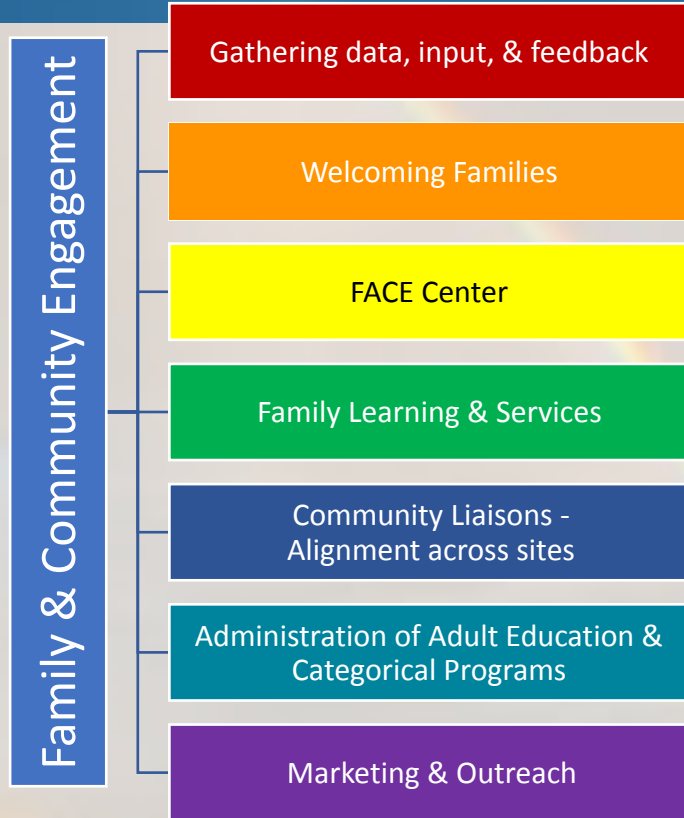 Family & Community Engagement
Gathering data, input, & feedback
Welcoming Families
FACE Center
Family Learning & Services
Community Liaisons -
Alignment across sites
Administration of Adult Education &
Categorical Programs
Marketing & Outreach